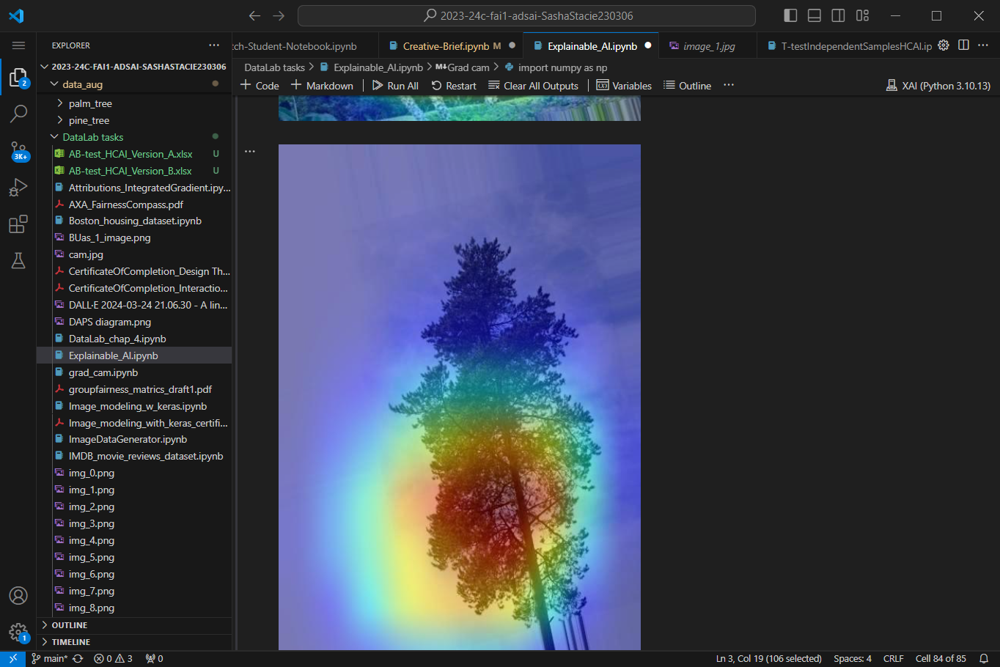 2023-24c-fai1-adsai-SashaStacie230306
EXPLORER
tch-Student-Notebook.ipynb
Creative-Brief.ipynb M
Explainable_AI.ipynb
image_1.jpg
T-testIndependentSamplesHCAI.ip
2023-24C-FAI1-ADSAI-SASHASTACIE230306
DataLab tasks > Explainable_AI.ipynb > M↓Grad cam > import numpy as np
data_aug
Code
Markdown
Run All
Restart
Clear All Outputs
Variables
Outline
XAI (Python 3.10.13)
palm_tree
pine_tree
DataLab tasks
AB-test_HCAI_Version_A.xlsx U
AB-test_HCAI_Version_B.xlsx U
Attributions_IntegratedGradient.ipy...
AXA_FairnessCompass.pdf
Boston_housing_dataset.ipynb
BUas_1_image.png
cam.jpg
CertificateOfCompletion_Design Th...
CertificateOfCompletion_Interactio...
DALL·E 2024-03-24 21.06.30 - A lin...
DAPS diagram.png
DataLab_chap_4.ipynb
Explainable_AI.ipynb
grad_cam.ipynb
groupfairness_matrics_draft1.pdf
Image_modeling_w_keras.ipynb
Image_modeling_with_keras_certifi...
ImageDataGenerator.ipynb
IMDB_movie_reviews_dataset.ipynb
img_0.png
img_1.png
img_2.png
img_3.png
img_4.png
img_5.png
img_6.png
img_7.png
img_8.png
OUTLINE
TIMELINE
2
3K+
1
main* 0 3 0
Ln 3, Col 19 (106 selected)
Spaces: 4
CRLF
Cell 84 of 85